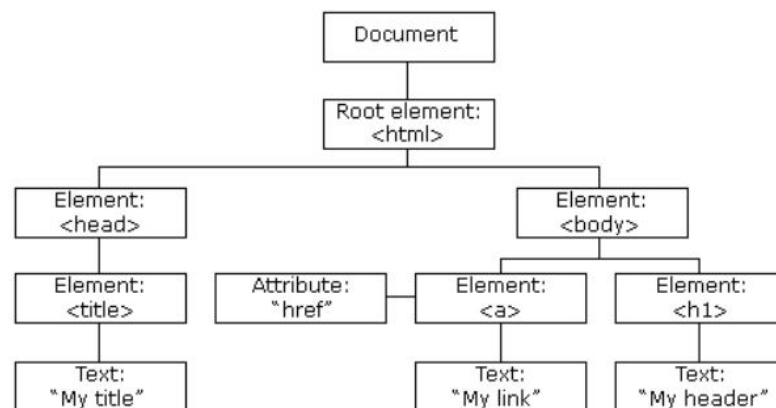 Document
Root element:
<html>
Element:
<head>
Element:
<body>
Element:
<title>
Attribute:
"href"
Element:
<a>
Element:
<h1>
Text:
"My title"
Text:
"My link"
Text:
"My header"